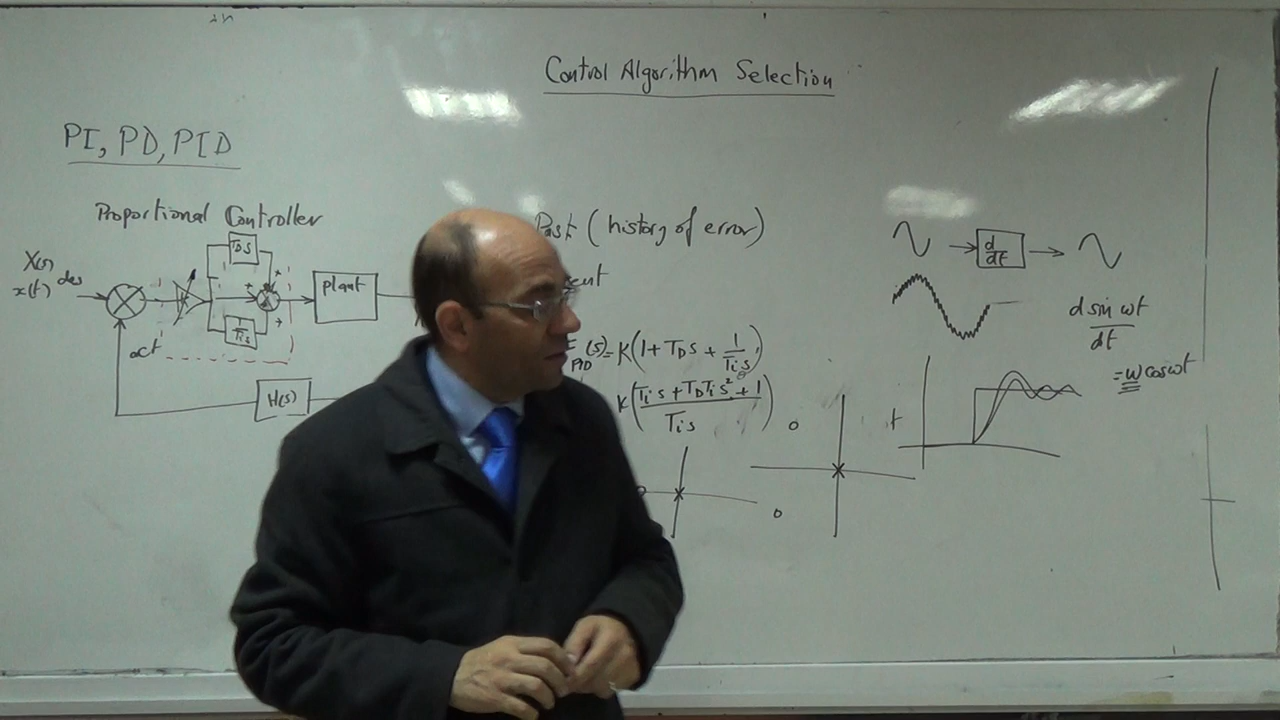 Control Algorithm Selection
PI, PD, PID
Proportional Controller
X(s)
x(t) des
act
TDS
1/Tis
+
+
+
plant
H(s)
Past (history of error)
PID(s) = K(1 + TDS + 1/Tis)
K((Tis + TDTis² + 1)/Tis)
d/dt
d sin ωt/dt
= ω cos ωt